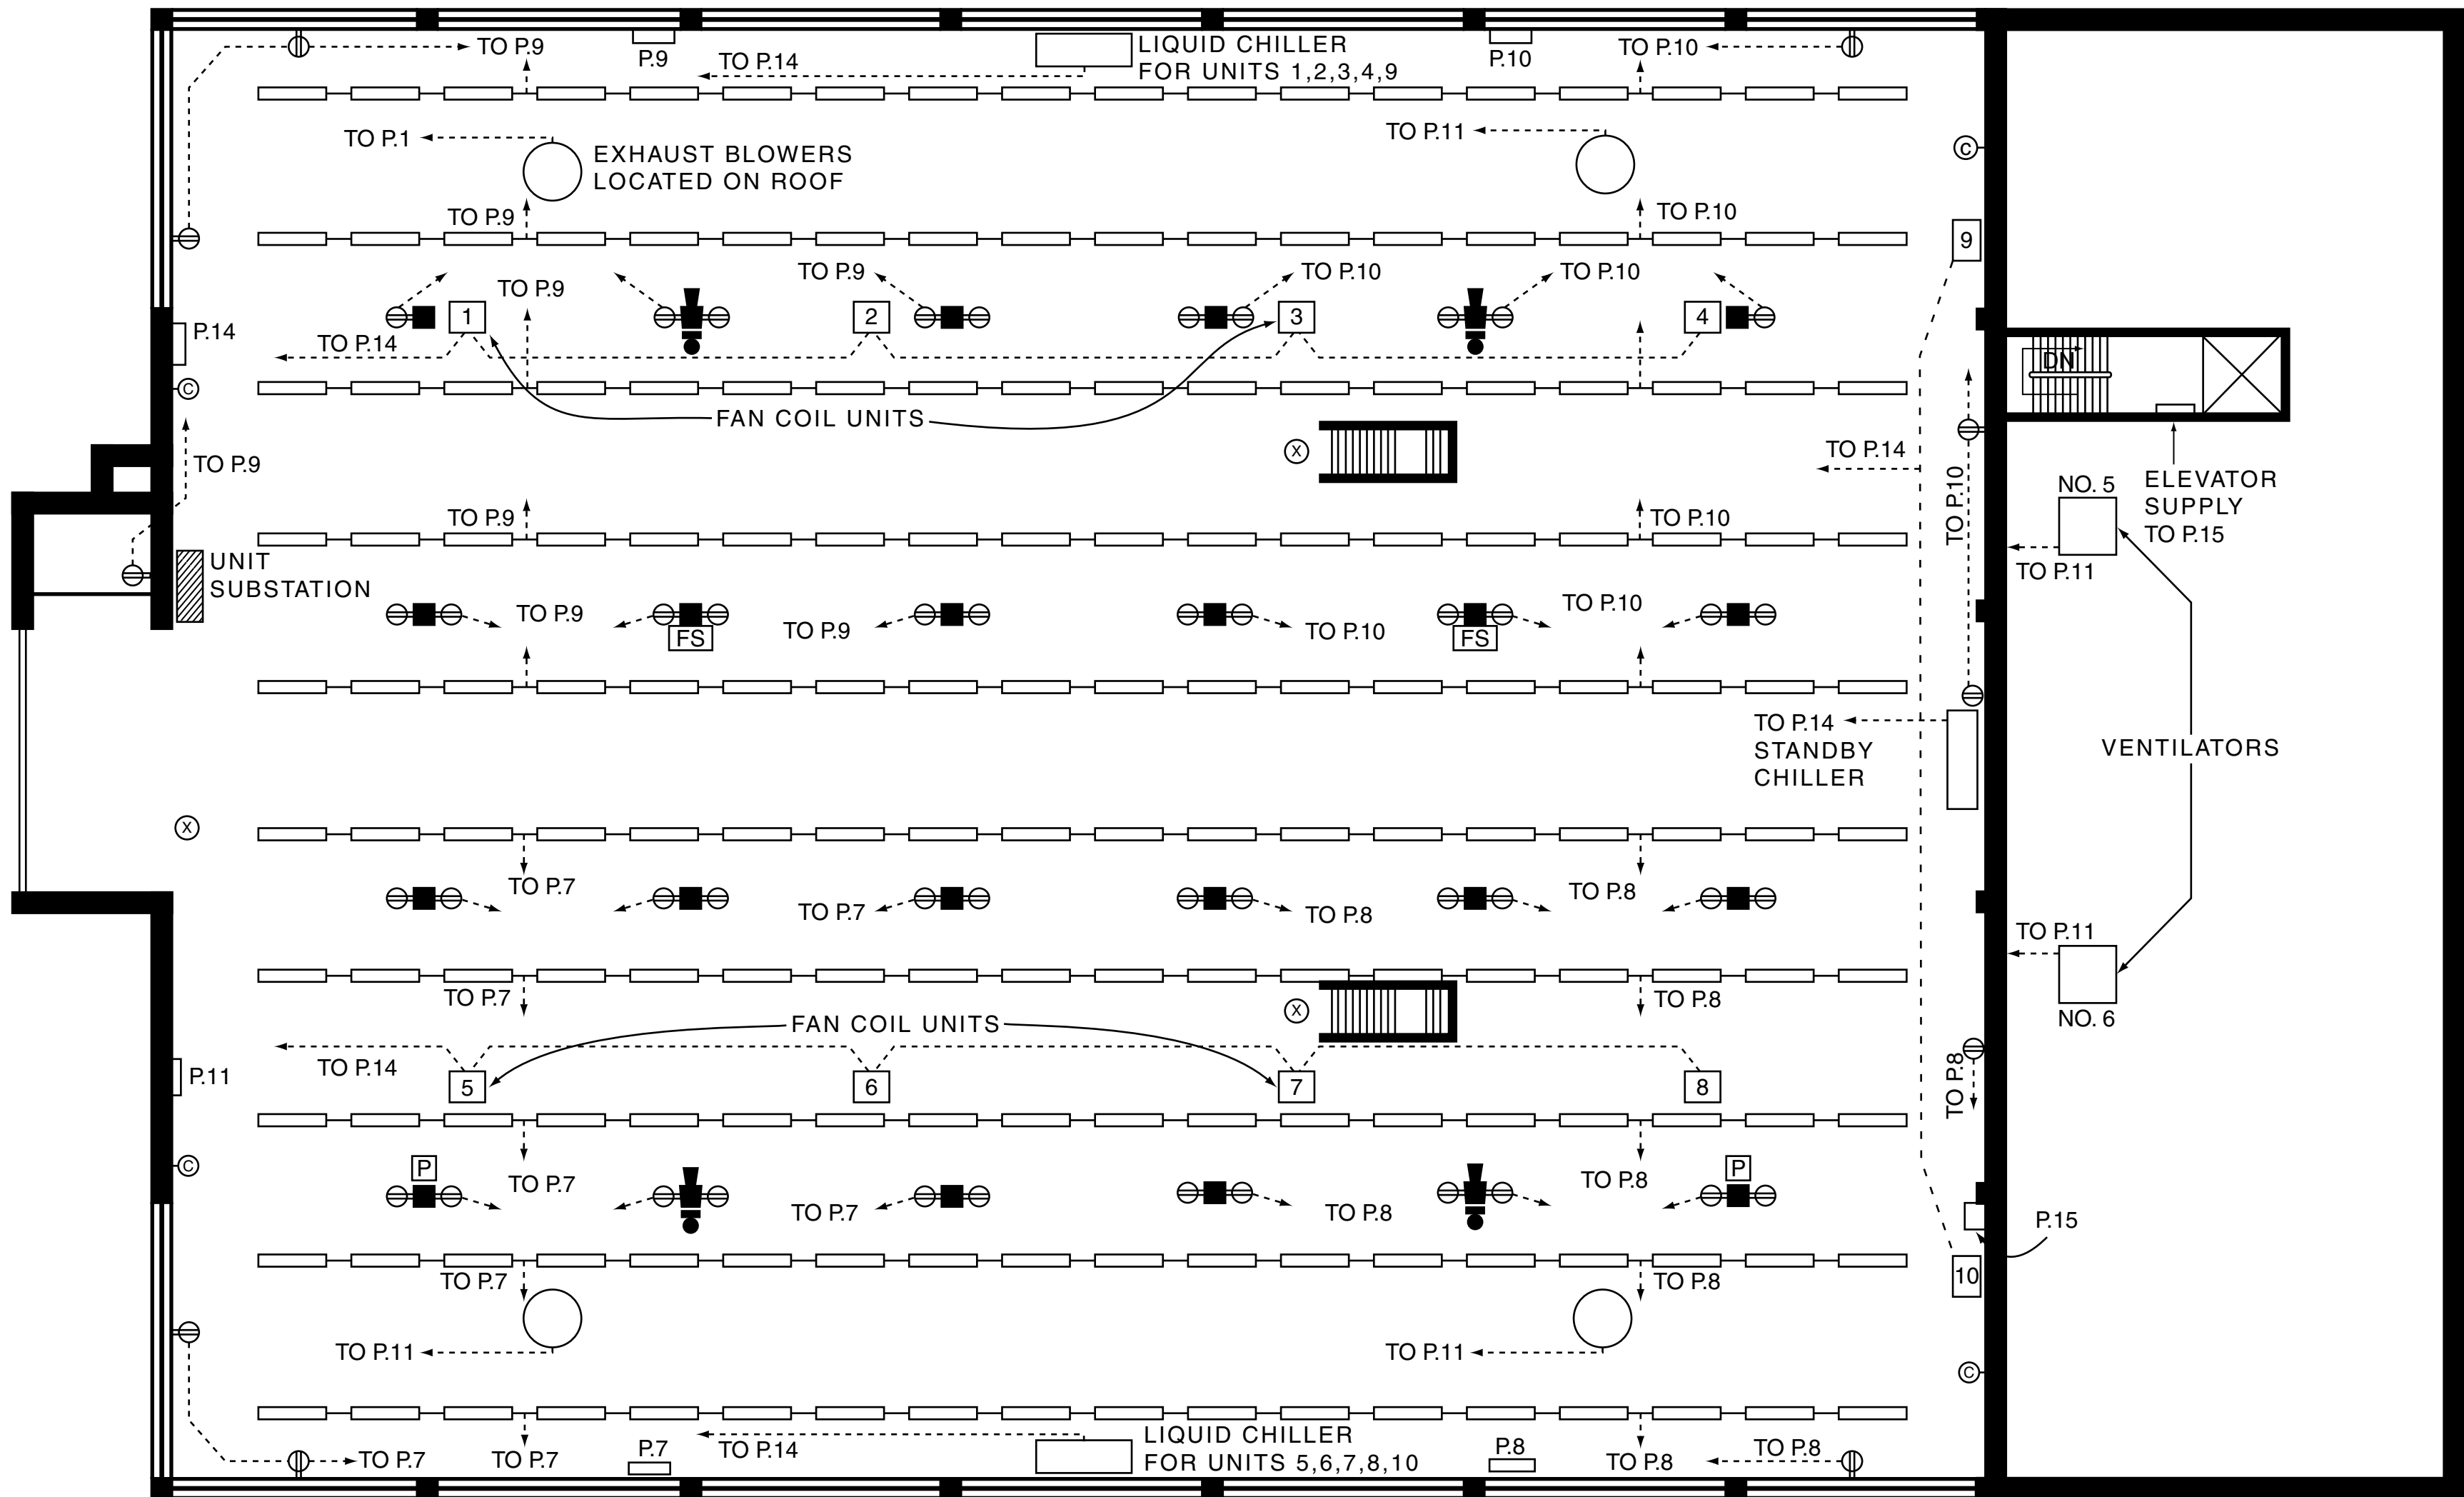 TO P.9
P.9
TO P.14
LIQUID CHILLER
FOR UNITS 1,2,3,4,9
P.10
TO P.10
TO P.1
EXHAUST BLOWERS
LOCATED ON ROOF
TO P.11
C
TO P.9
TO P.10
9
TO P.9
TO P.9
TO P.10
TO P.10
1
2
3
4
P.14
TO P.14
DN
C
FAN COIL UNITS
X
TO P.14
TO P.9
TO P.10
ELEVATOR
SUPPLY
TO P.15
NO. 5
TO P.9
TO P.10
TO P.11
UNIT
SUBSTATION
TO P.9
TO P.9
TO P.10
TO P.10
FS
FS
TO P.14
STANDBY
CHILLER
VENTILATORS
X
TO P.7
TO P.8
TO P.7
TO P.8
TO P.11
TO P.7
TO P.8
X
NO. 6
FAN COIL UNITS
TO P.14
P.11
5
6
7
8
TO P.8
C
P
P
TO P.7
TO P.8
TO P.7
TO P.8
P.15
10
TO P.7
TO P.8
TO P.11
TO P.11
C
TO P.7
TO P.7
P.7
TO P.14
LIQUID CHILLER
FOR UNITS 5,6,7,8,10
P.8
TO P.8
TO P.8